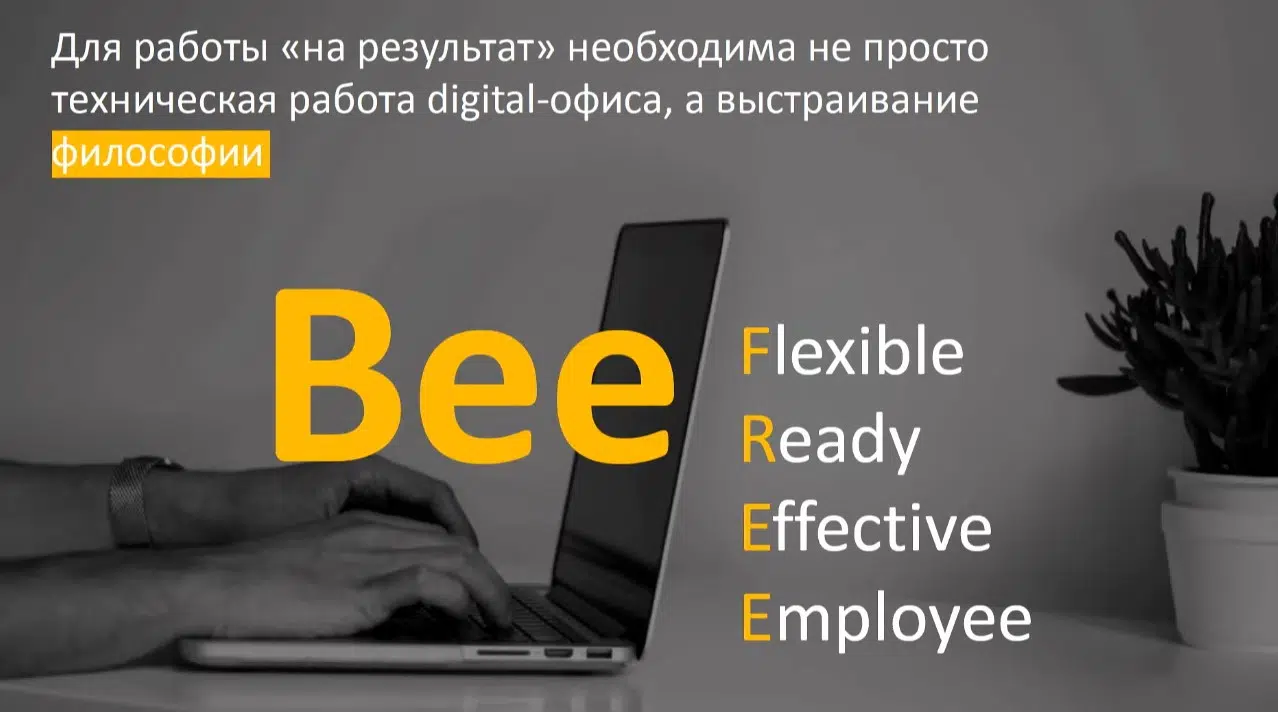 Для работы «на результат» необходима не просто
техническая работа digital-офиса, а выстраивание
философии
Bee
Flexible
Ready
Effective
Employee